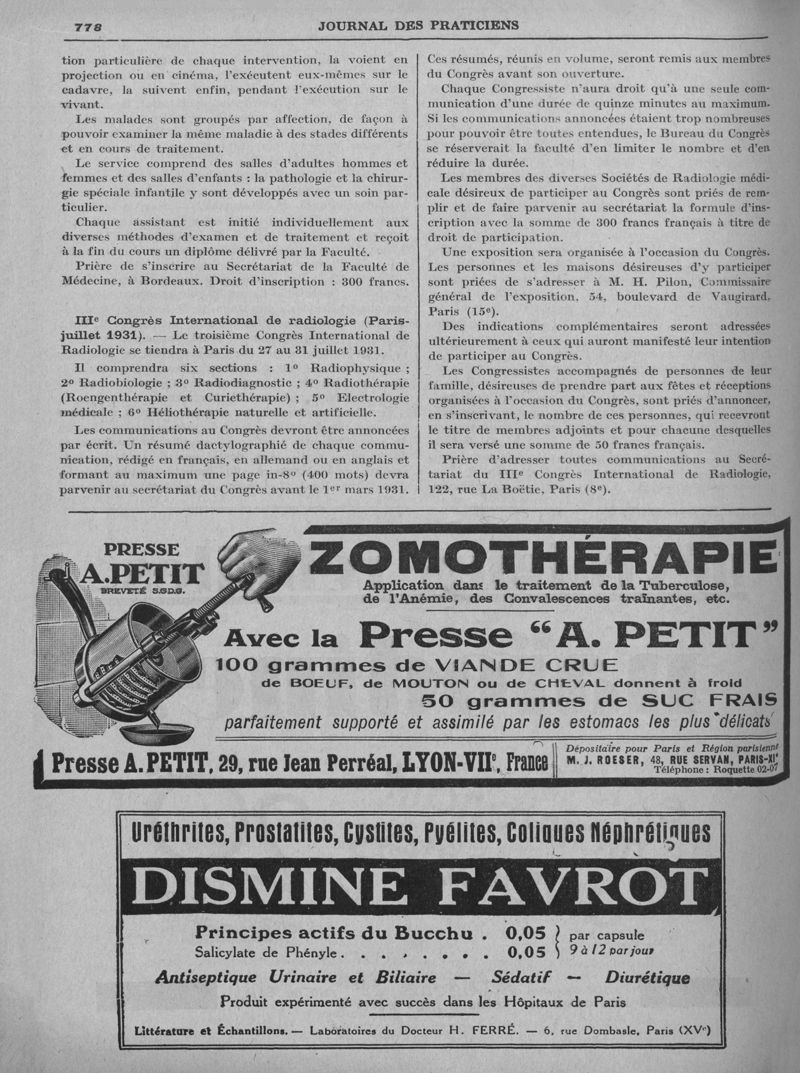 778
JOURNAL DES PRATICIENS
tion particulière de chaque intervention, la voient en
projection ou en cinéma, l'exécutent eux-mêmes sur le
cadavre, la suivent enfin, pendant l'exécution sur le
vivant.
Les malades sont groupés par affection, de façon à
pouvoir examiner la même maladie à des stades différents
et en cours de traitement.
Le service comprend des salles d'adultes hommes et
femmes et des salles d'enfants : la pathologie et la chirur-
gie spéciale infantile y sont développés avec un soin par-
ticulier.
Chaque assistant est initié individuellement aux
diverses méthodes d'examen et de traitement et reçoit
à la fin du cours un diplôme délivré par la Faculté.
Prière de s'inscrire au Secrétariat de la Faculté de
Médecine, à Bordeaux. Droit d'inscription : 300 francs.
IIIe Congrès International de radiologie (Paris-
juillet 1931). — Le troisième Congrès International de
Radiologie se tiendra à Paris du 27 au 31 juillet 1931.
Il comprendra six sections : 1o Radiophysique ;
2o Radiobiologie ; 3o Radiodiagnostic ; 4o Radiothérapie
(Roengenthérapie et Curiethérapie) ; 5o Electrologie
médicale ; 6o Héliothérapie naturelle et artificielle.
Les communications au Congrès devront être annoncées
par écrit. Un résumé dactylographié de chaque commu-
nication, rédigé en français, en allemand ou en anglais et
formant au maximum une page in-8o (400 mots) devra
parvenir au secrétariat du Congrès avant le 1er mars 1931.
Ces résumés, réunis en volume, seront remis aux membres
du Congrès avant son ouverture.
Chaque Congressiste n'aura droit qu'à une seule com-
munication d'une durée de quinze minutes au maximum.
Si les communications annoncées étaient trop nombreuses
pour pouvoir être toutes entendues, le Bureau du Congrès
se réserverait la faculté d'en limiter le nombre et d'en
réduire la durée.
Les membres des diverses Sociétés de Radiologie médi-
cale désireux de participer au Congrès sont priés de rem-
plir et de faire parvenir au secrétariat la formule d'ins-
cription avec la somme de 300 francs français à titre de
droit de participation.
Une exposition sera organisée à l'occasion du Congrès.
Les personnes et les maisons désireuses d'y participer
sont priées de s'adresser à M. H. Pilon, Commissaire
général de l'exposition, 54, boulevard de Vaugirard,
Paris (15e).
Des indications complémentaires seront adressées
ultérieurement à ceux qui auront manifesté leur intention
de participer au Congrès.
Les Congressistes accompagnés de personnes de leur
famille, désireuses de prendre part aux fêtes et réceptions
organisées à l'occasion du Congrès, sont priés d'annoncer,
en s'inscrivant, le nombre de ces personnes, qui recevront
le titre de membres adjoints et pour chacune desquelles
il sera versé une somme de 50 francs français.
Prière d'adresser toutes communications au Secré-
tariat du IIIe Congrès International de Radiologie,
122, rue La Boëtie, Paris (8e).
PRESSE
A. PETIT
BREVETÉ S.G.D.G.
ZOMOTHÉRAPIE
Application dans le traitement de la Tuberculose,
de l'Anémie, des Convalescences traînantes, etc.
Avec la Presse "A. PETIT"
100 grammes de VIANDE CRUE
de BOEUF, de MOUTON ou de CHEVAL donnent à froid
50 grammes de SUC FRAIS
parfaitement supporté et assimilé par les estomacs les plus délicats
Presse A. PETIT, 29, rue Jean Perréal, LYON-VIIe, France
Dépositaire pour Paris et Région parisienne
M. J. ROESER, 48, RUE SERVAN, PARIS-XIe
Téléphone : Roquette 02-07
Uréthrites, Prostatites, Cystites, Pyélites, Coliques Néphrétiques
DISMINE FAVROT
Principes actifs du Bucchu . 0,05 } par capsule
Salicylate de Phényle . . . . . . . 0,05 } 9 à 12 par jour
Antiseptique Urinaire et Biliaire — Sédatif — Diurétique
Produit expérimenté avec succès dans les Hôpitaux de Paris
Littérature et Échantillons. — Laboratoires du Docteur H. FERRÉ. — 6, rue Dombasle, Paris (XVe)